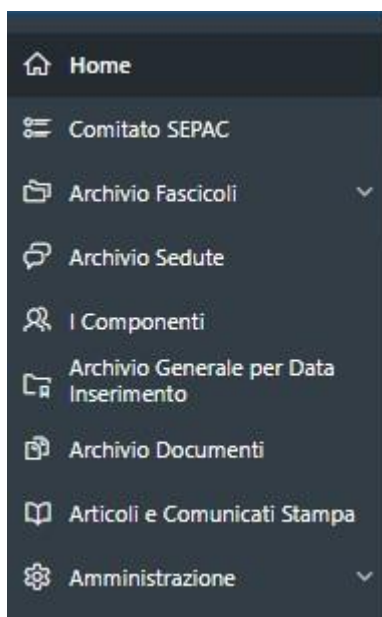 Home
Comitato SEPAC
Archivio Fascicoli
Archivio Sedute
I Componenti
Archivio Generale per Data
Inserimento
Archivio Documenti
Articoli e Comunicati Stampa
Amministrazione